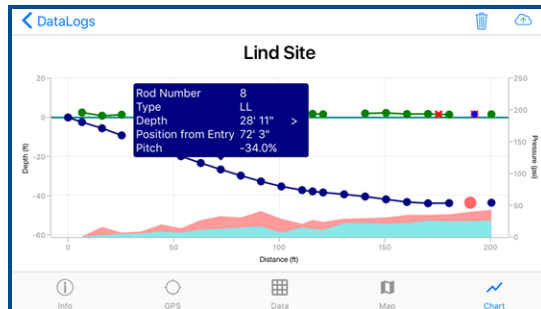 DataLogs
Lind Site
Rod Number 8
Type LL
Depth 28' 11" >
Position from Entry 72' 3"
Pitch -34.0%
20
0
-20
-40
-60
Depth (ft)
250
200
150
100
50
0
Pressure (psi)
0 50 100 150 200
Distance (ft)
Info GPS Data Map Chart